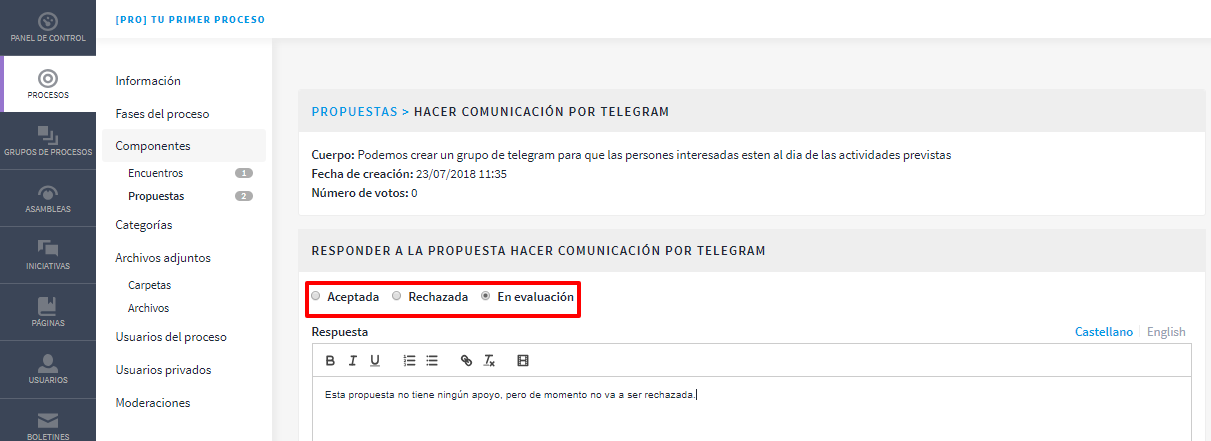 PANEL DE CONTROL
PROCESOS
GRUPOS DE PROCESOS
ASAMBLEAS
INICIATIVAS
PÁGINAS
USUARIOS
BOLETINES
[PRO] TU PRIMER PROCESO
Información
Fases del proceso
Componentes
Encuentros 1
Propuestas 2
Categorías
Archivos adjuntos
Carpetas
Archivos
Usuarios del proceso
Usuarios privados
Moderaciones
PROPUESTAS > HACER COMUNICACIÓN POR TELEGRAM
Cuerpo: Podemos crear un grupo de telegram para que las persones interesadas esten al dia de las actividades previstas
Fecha de creación: 23/07/2018 11:35
Número de votos: 0
RESPONDER A LA PROPUESTA HACER COMUNICACIÓN POR TELEGRAM
Aceptada Rechazada En evaluación
Respuesta Castellano English
Esta propuesta no tiene ningún apoyo, pero de momento no va a ser rechazada.